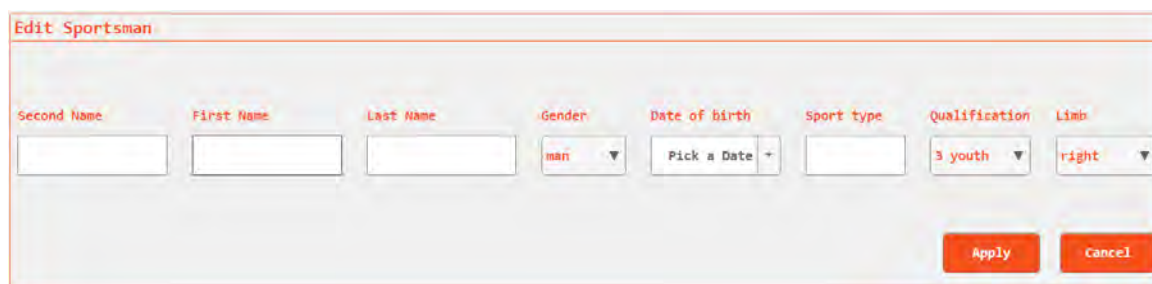 Edit Sportsman
Second Name First Name Last Name Gender Date of birth Sport type Qualification Limb
man Pick a Date 3 youth right
Apply Cancel